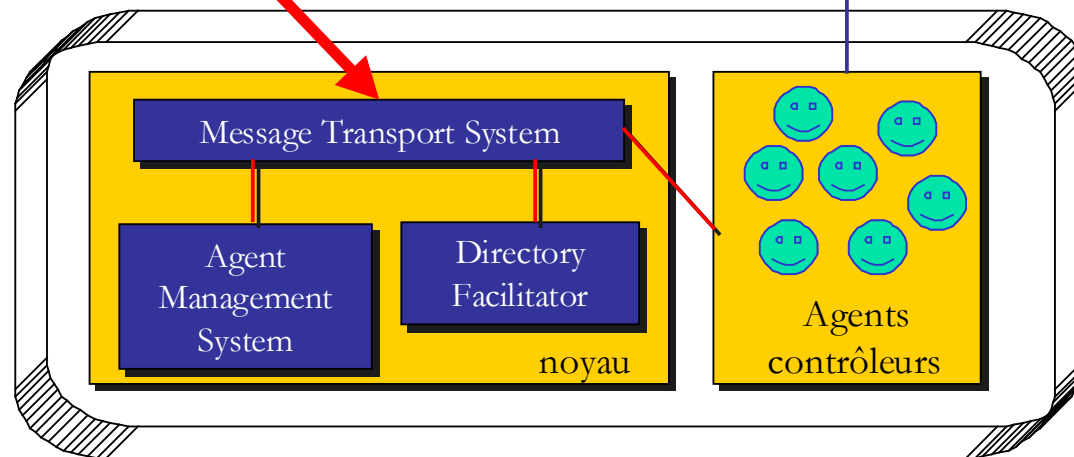 Message Transport System
Agent
Management
System
Directory
Facilitator
noyau
Agents
contrôleurs